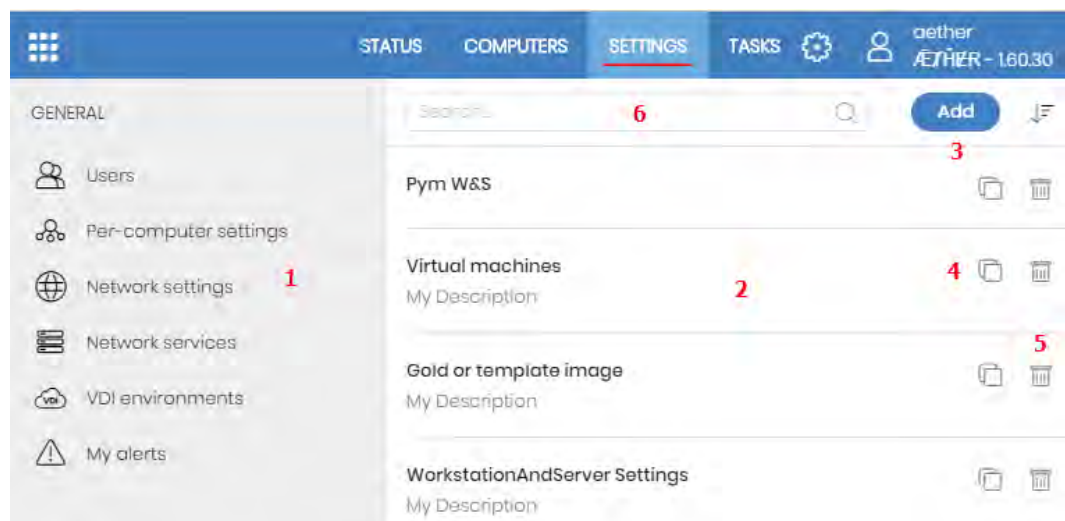 STATUS COMPUTERS SETTINGS TASKS aether
ÆTHER - 1.60.30
GENERAL
Search... 6 Add
3
Users
Pym W&S
Per-computer settings
Virtual machines
4
Network settings 1
My Description 2
Network services
5
Gold or template image
VDI environments
VDI
My Description
My alerts
WorkstationAndServer Settings
My Description